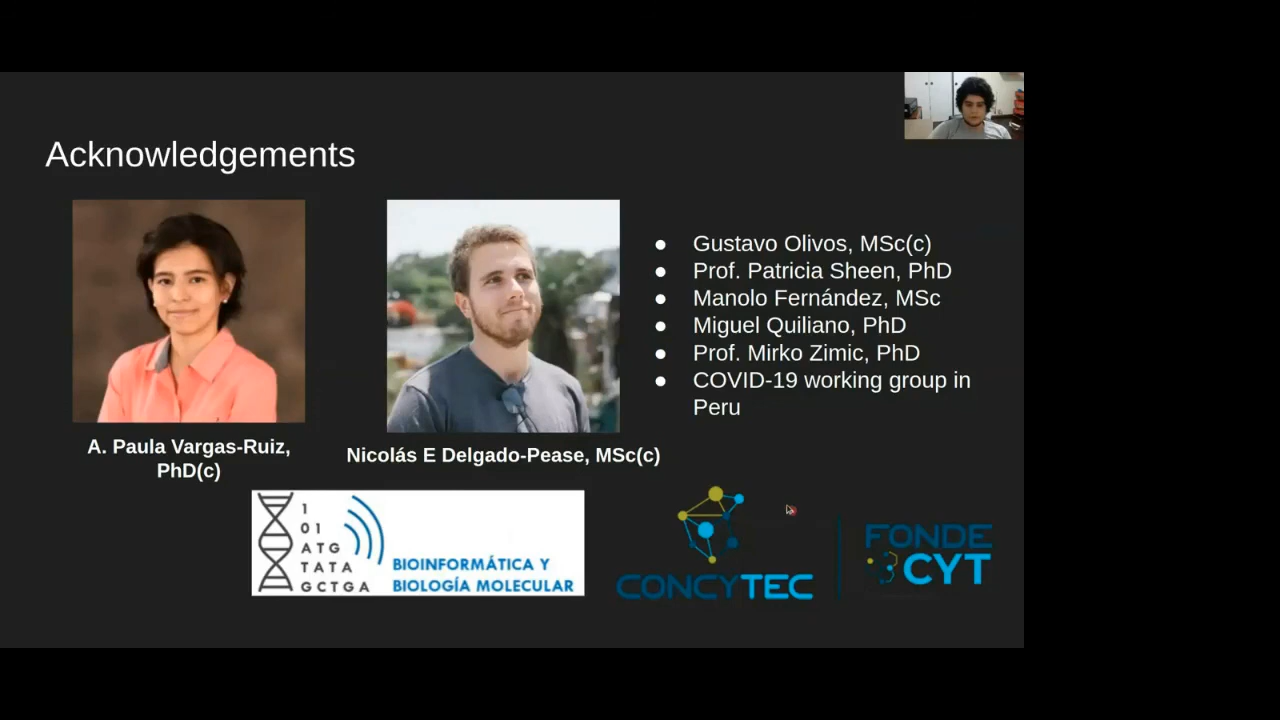 Acknowledgements
Gustavo Olivos, MSc(c)
Prof. Patricia Sheen, PhD
Manolo Fernández, MSc
Miguel Quiliano, PhD
Prof. Mirko Zimic, PhD
COVID-19 working group in
Peru
A. Paula Vargas-Ruiz,
PhD(c)
Nicolás E Delgado-Pease, MSc(c)
1
01
ATG
TATA
GCTGA
BIOINFORMÁTICA Y
BIOLOGÍA MOLECULAR
CONCYTEC
FONDE
CYT